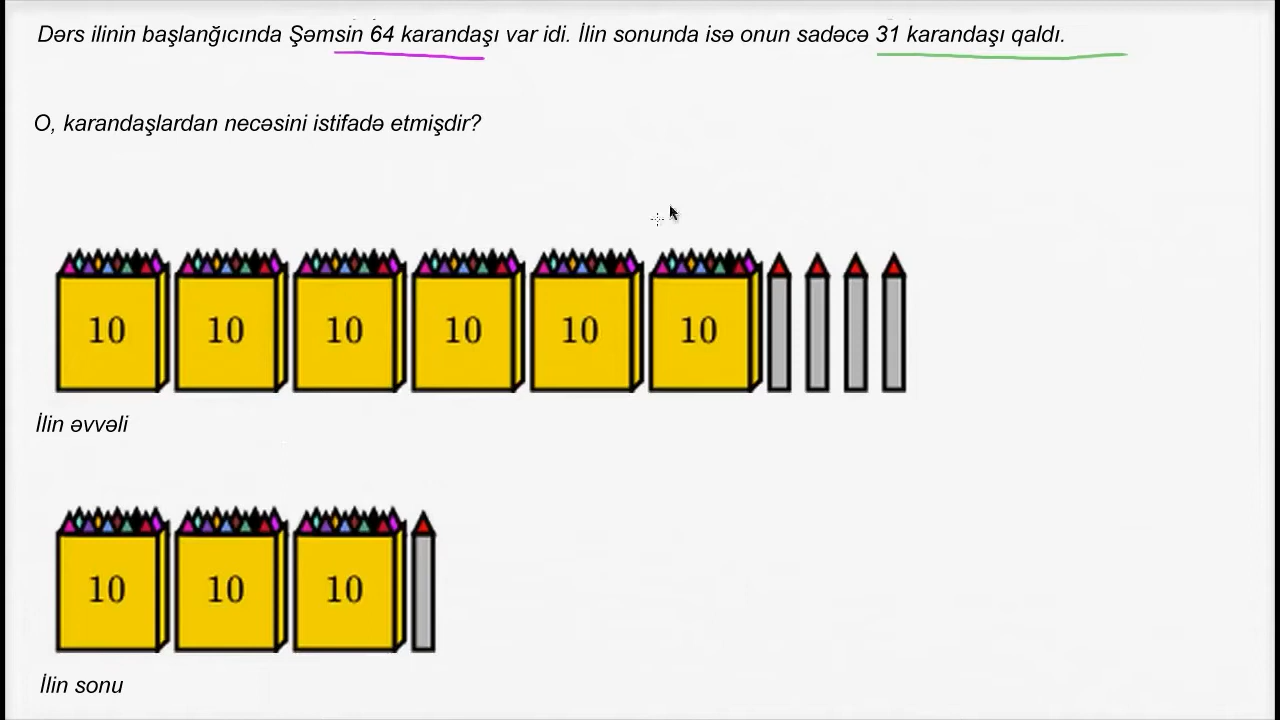 Dərs ilinin başlanğıcında Şəmsin 64 karandaşı var idi. İlin sonunda isə onun sadəcə 31 karandaşı qaldı.
O, karandaşlardan necəsini istifadə etmişdir?
10 10 10 10 10 10
İlin əvvəli
10 10 10
İlin sonu